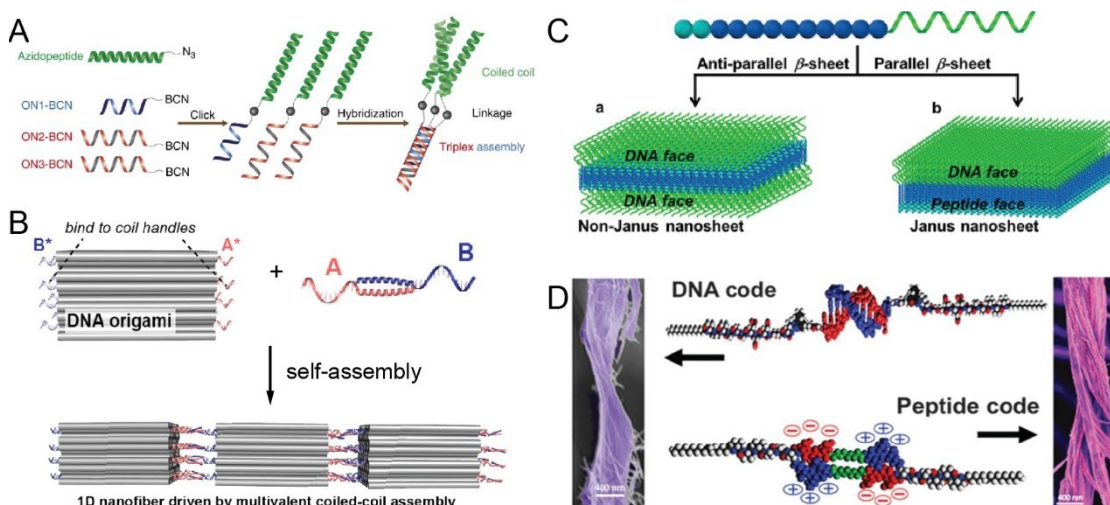 A
Azidopeptide
N3
ON1-BCN
BCN
ON2-BCN
BCN
ON3-BCN
BCN
Click
Hybridization
Coiled coil
Linkage
Triplex assembly
B
bind to coil handles
B*
A*
DNA origami
+
A
B
self-assembly
1D nanofiber driven by multivalent coiled-coil assembly
C
Anti-parallel β-sheet
Parallel β-sheet
a
b
DNA face
DNA face
Non-Janus nanosheet
DNA face
Peptide face
Janus nanosheet
D
DNA code
Peptide code
400 nm
400 nm